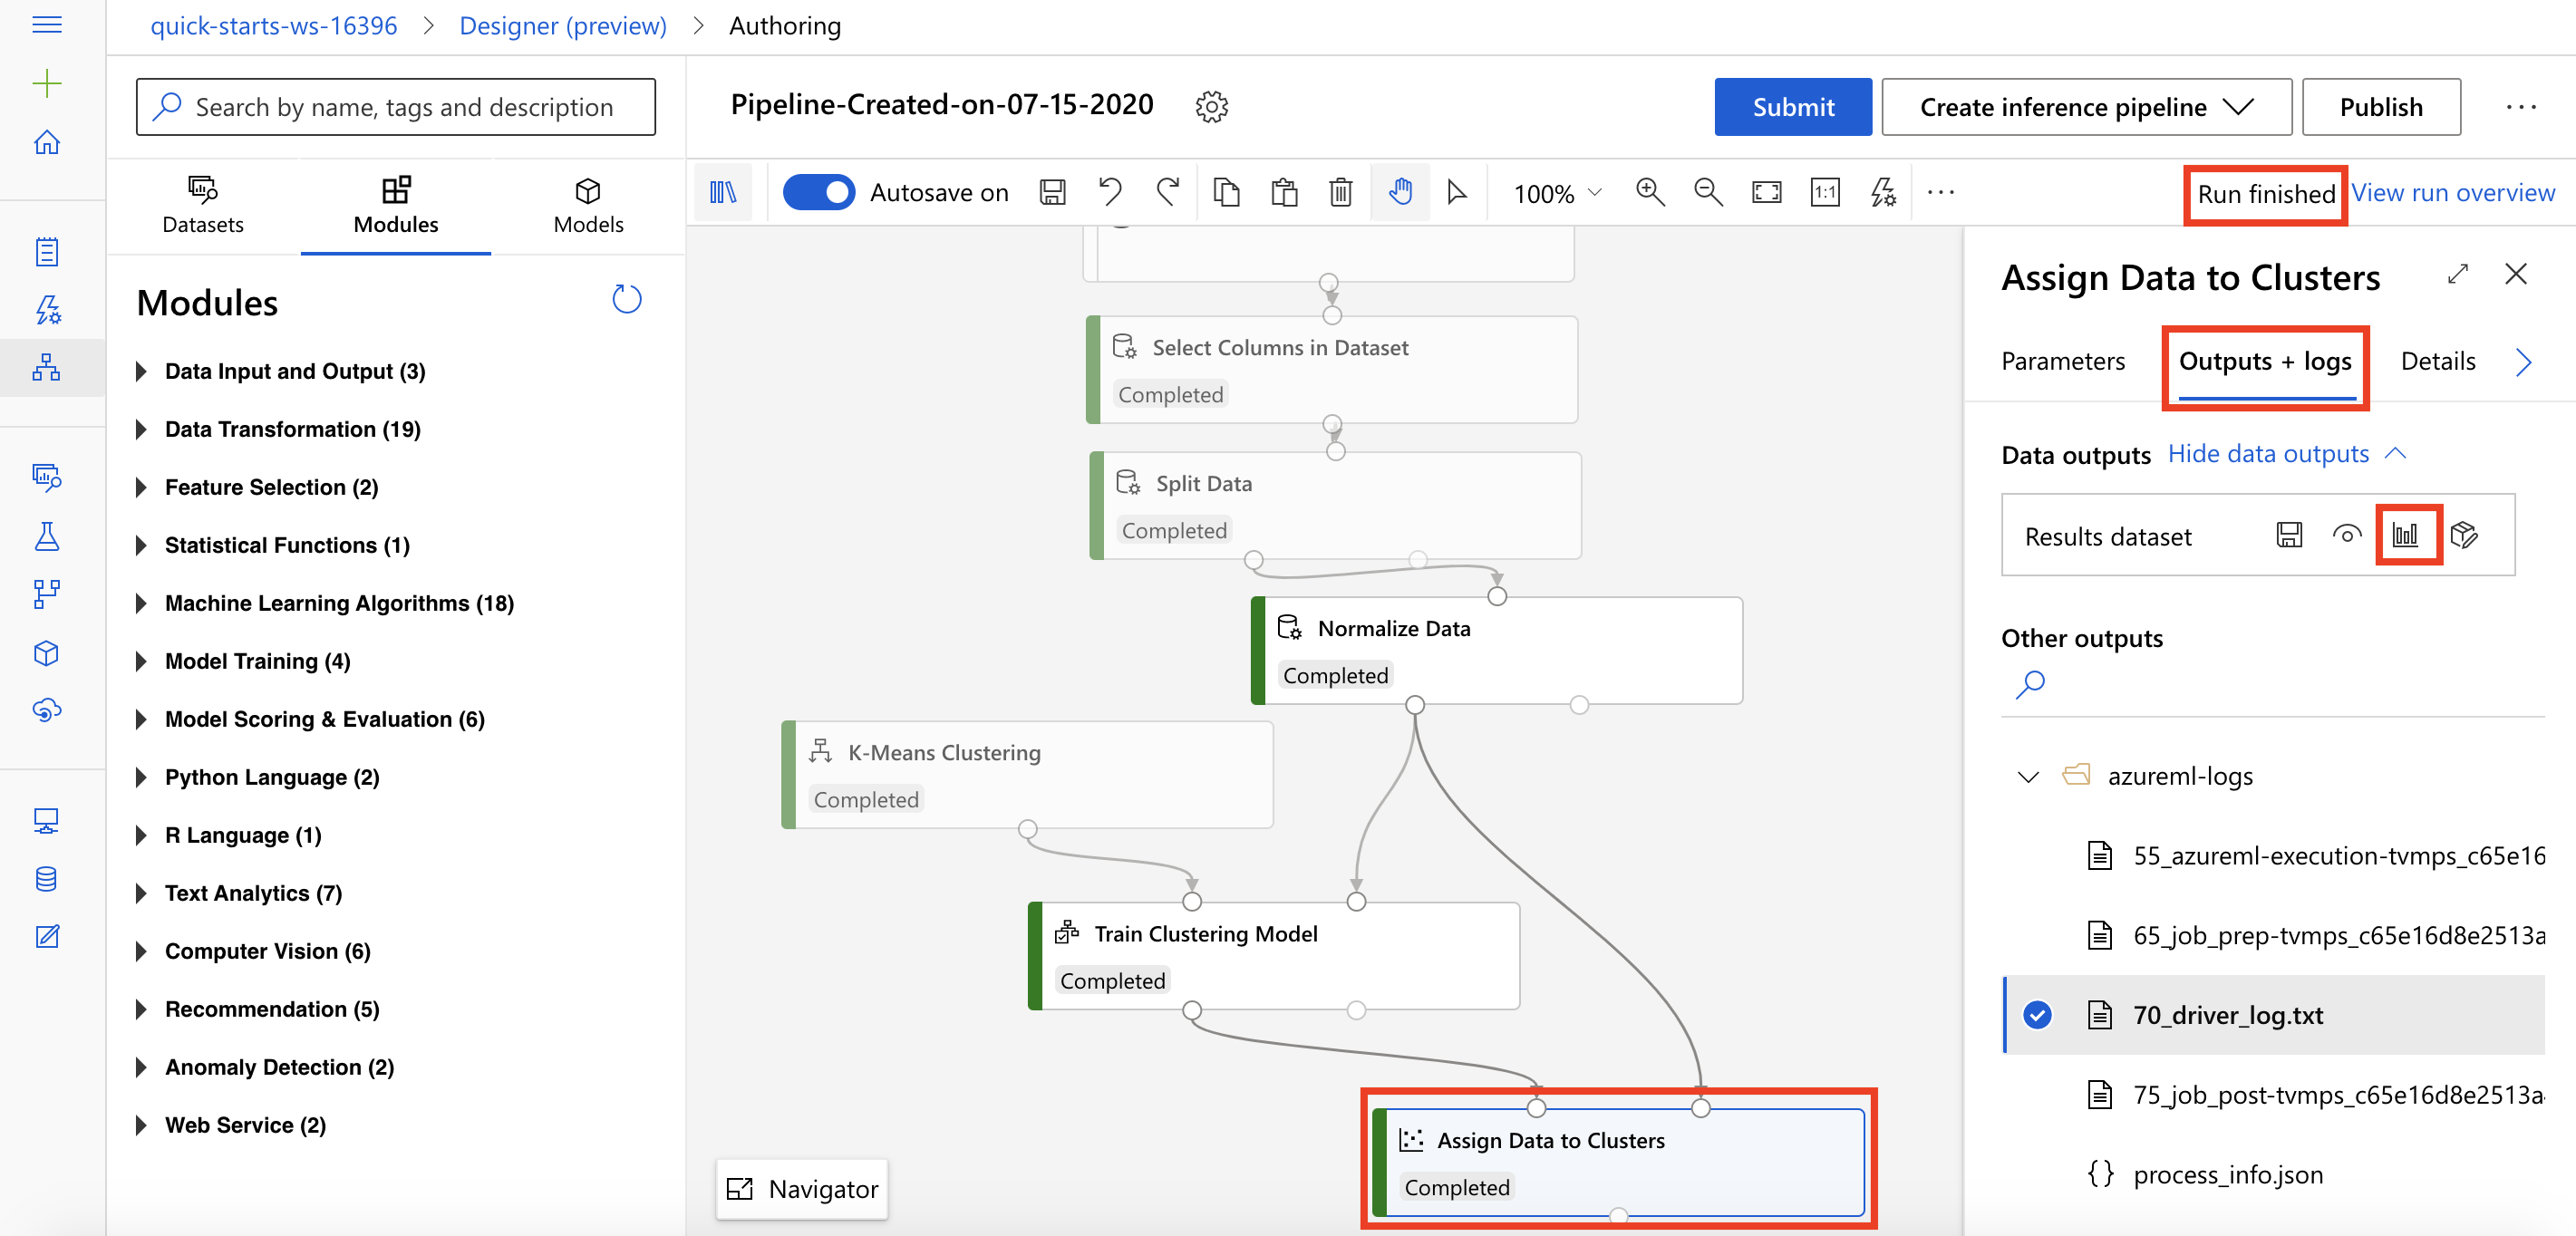 quick-starts-ws-16396 > Designer (preview) > Authoring
Search by name, tags and description
Datasets
Modules
Models
Modules
Data Input and Output (3)
Data Transformation (19)
Feature Selection (2)
Statistical Functions (1)
Machine Learning Algorithms (18)
Model Training (4)
Model Scoring & Evaluation (6)
Python Language (2)
R Language (1)
Text Analytics (7)
Computer Vision (6)
Recommendation (5)
Anomaly Detection (2)
Web Service (2)
Pipeline-Created-on-07-15-2020
Submit
Create inference pipeline
Publish
Autosave on
100%
1:1
Run finished
View run overview
Select Columns in Dataset
Completed
Split Data
Completed
Normalize Data
Completed
K-Means Clustering
Completed
Train Clustering Model
Completed
Assign Data to Clusters
Completed
Navigator
Assign Data to Clusters
Parameters
Outputs + logs
Details
Data outputs
Hide data outputs
Results dataset
Other outputs
azureml-logs
55_azureml-execution-tvmps_c65e16
65_job_prep-tvmps_c65e16d8e2513a
70_driver_log.txt
75_job_post-tvmps_c65e16d8e2513a
process_info.json